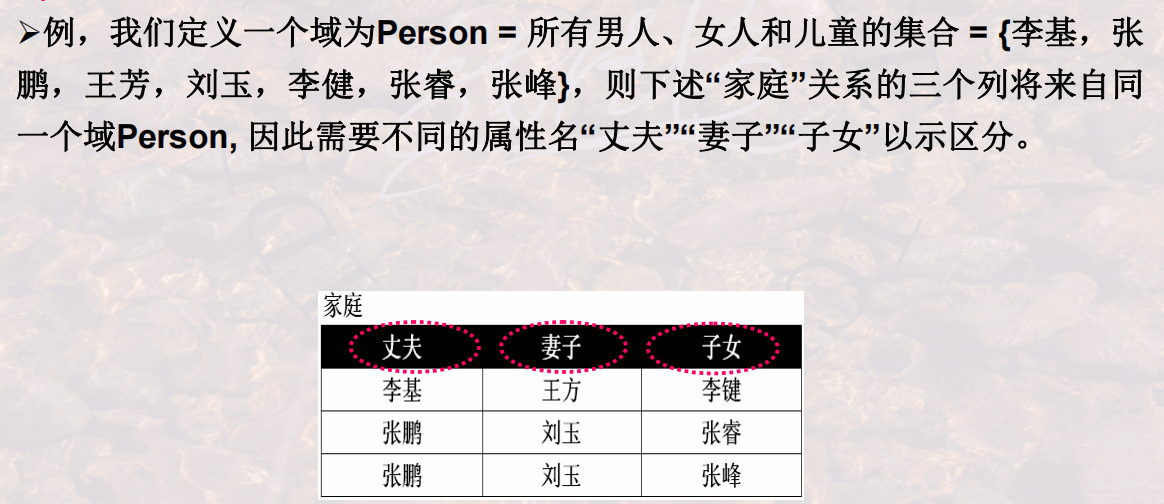 ➢例，我们定义一个域为Person = 所有男人、女人和儿童的集合 = {李基，张
鹏，王芳，刘玉，李健，张睿，张峰}，则下述“家庭”关系的三个列将来自同
一个域Person, 因此需要不同的属性名“丈夫”“妻子”“子女”以示区分。
家庭
丈夫 妻子 子女
李基 王方 李键
张鹏 刘玉 张睿
张鹏 刘玉 张峰